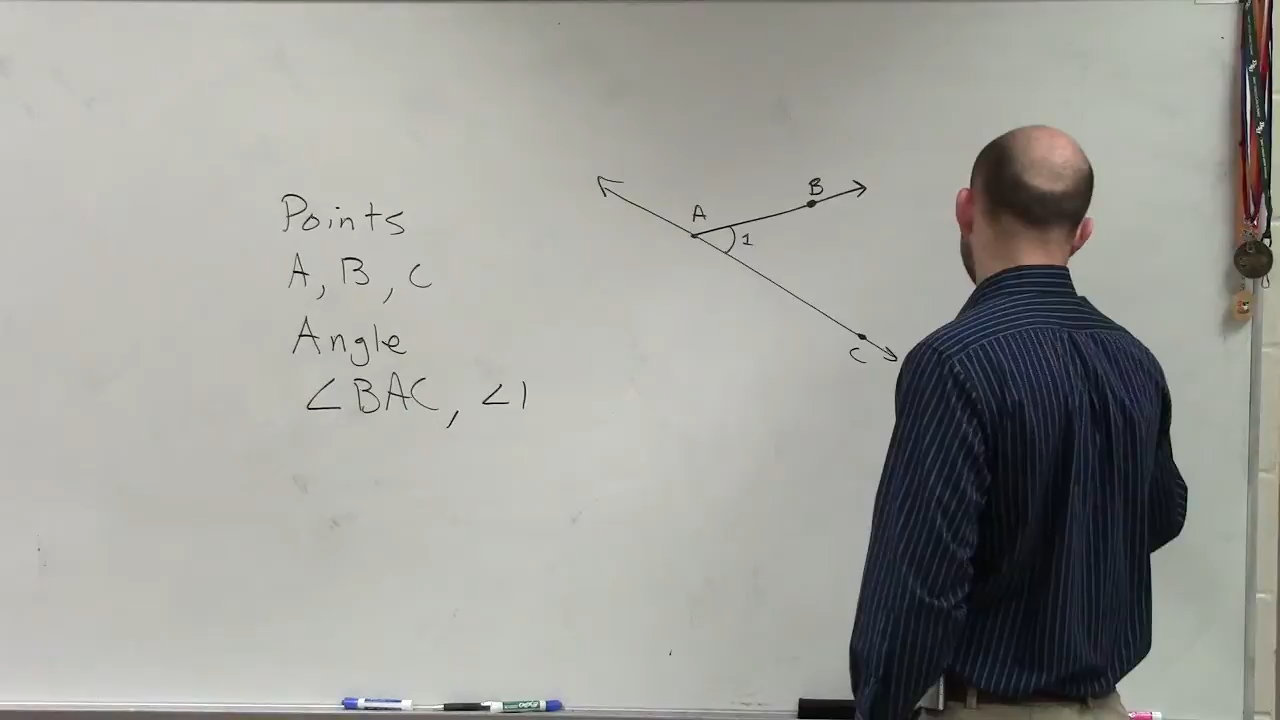 Points
A, B, C
Angle
∠BAC, ∠1
A
B
1
C